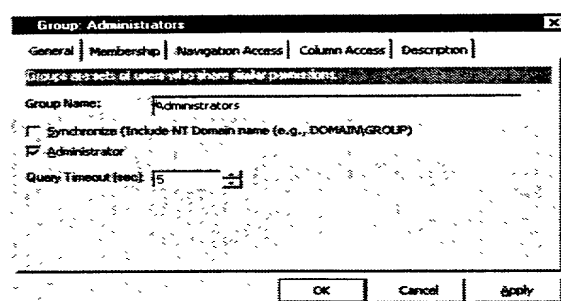 Group: Administrators
General Membership Navigation Access Column Access Description
Groups are sets of users who share similar permissions.
Group Name: Administrators
Synchronize (Include NT Domain name (e.g., DOMAIN\GROUP)
Administrator
Query Timeout (sec): 5
OK Cancel Apply